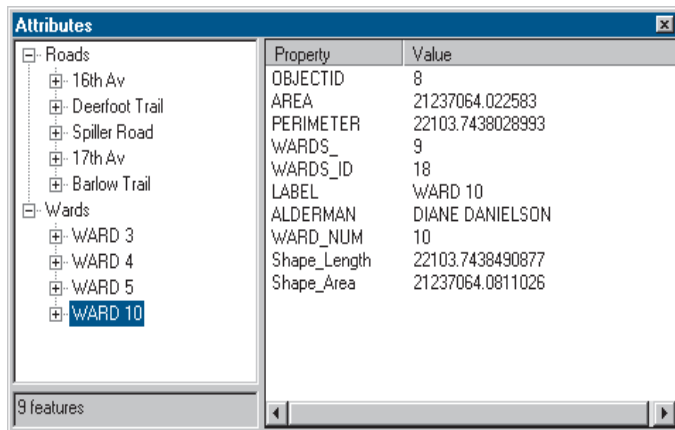 Attributes
Roads
16th Av
Deerfoot Trail
Spiller Road
17th Av
Barlow Trail
Wards
WARD 3
WARD 4
WARD 5
WARD 10
9 features
Property Value
OBJECTID 8
AREA 21237064.022583
PERIMETER 22103.7438028993
WARDS_ 9
WARDS_ID 18
LABEL WARD 10
ALDERMAN DIANE DANIELSON
WARD_NUM 10
Shape_Length 22103.7438490877
Shape_Area 21237064.0811026